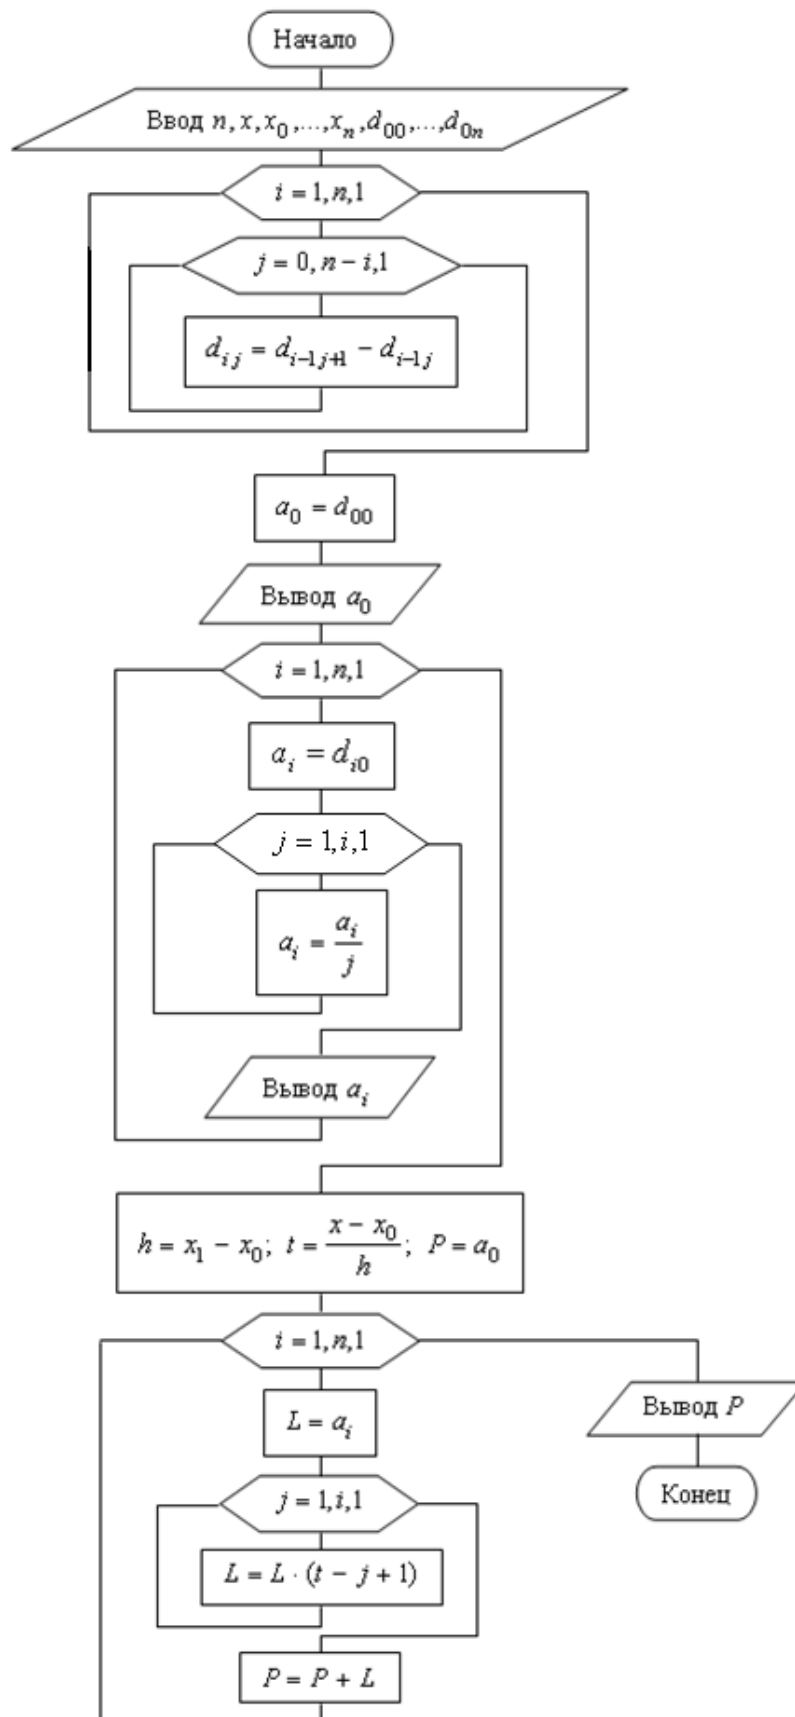 Начало
Ввод n, x, x₀,..., xₙ, d₀₀,..., d₀ₙ
i = 1, n, 1
j = 0, n − i, 1
dᵢⱼ = dᵢ₋₁ⱼ₊₁ − dᵢ₋₁ⱼ
a₀ = d₀₀
Вывод a₀
i = 1, n, 1
aᵢ = dᵢ₀
j = 1, i, 1
aᵢ = aᵢ / j
Вывод aᵢ
h = x₁ − x₀; t = (x − x₀) / h; P = a₀
i = 1, n, 1
L = aᵢ
Вывод P
j = 1, i, 1
Конец
L = L · (t − j + 1)
P = P + L